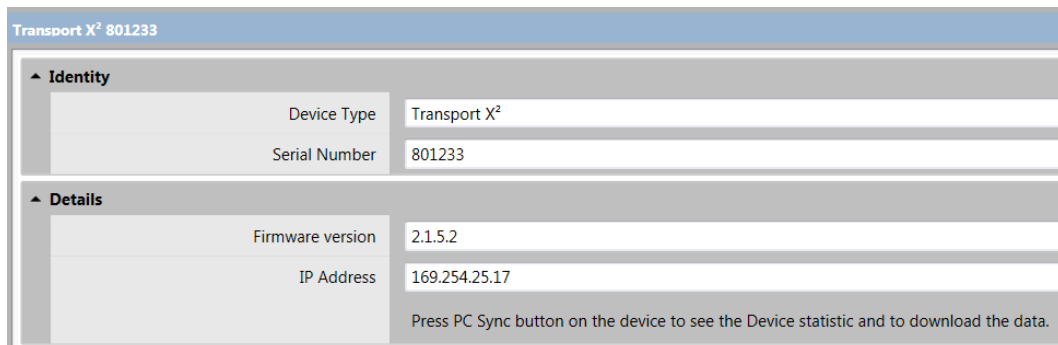 Transport X² 801233
Identity
Device Type Transport X²
Serial Number 801233
Details
Firmware version 2.1.5.2
IP Address 169.254.25.17
Press PC Sync button on the device to see the Device statistic and to download the data.